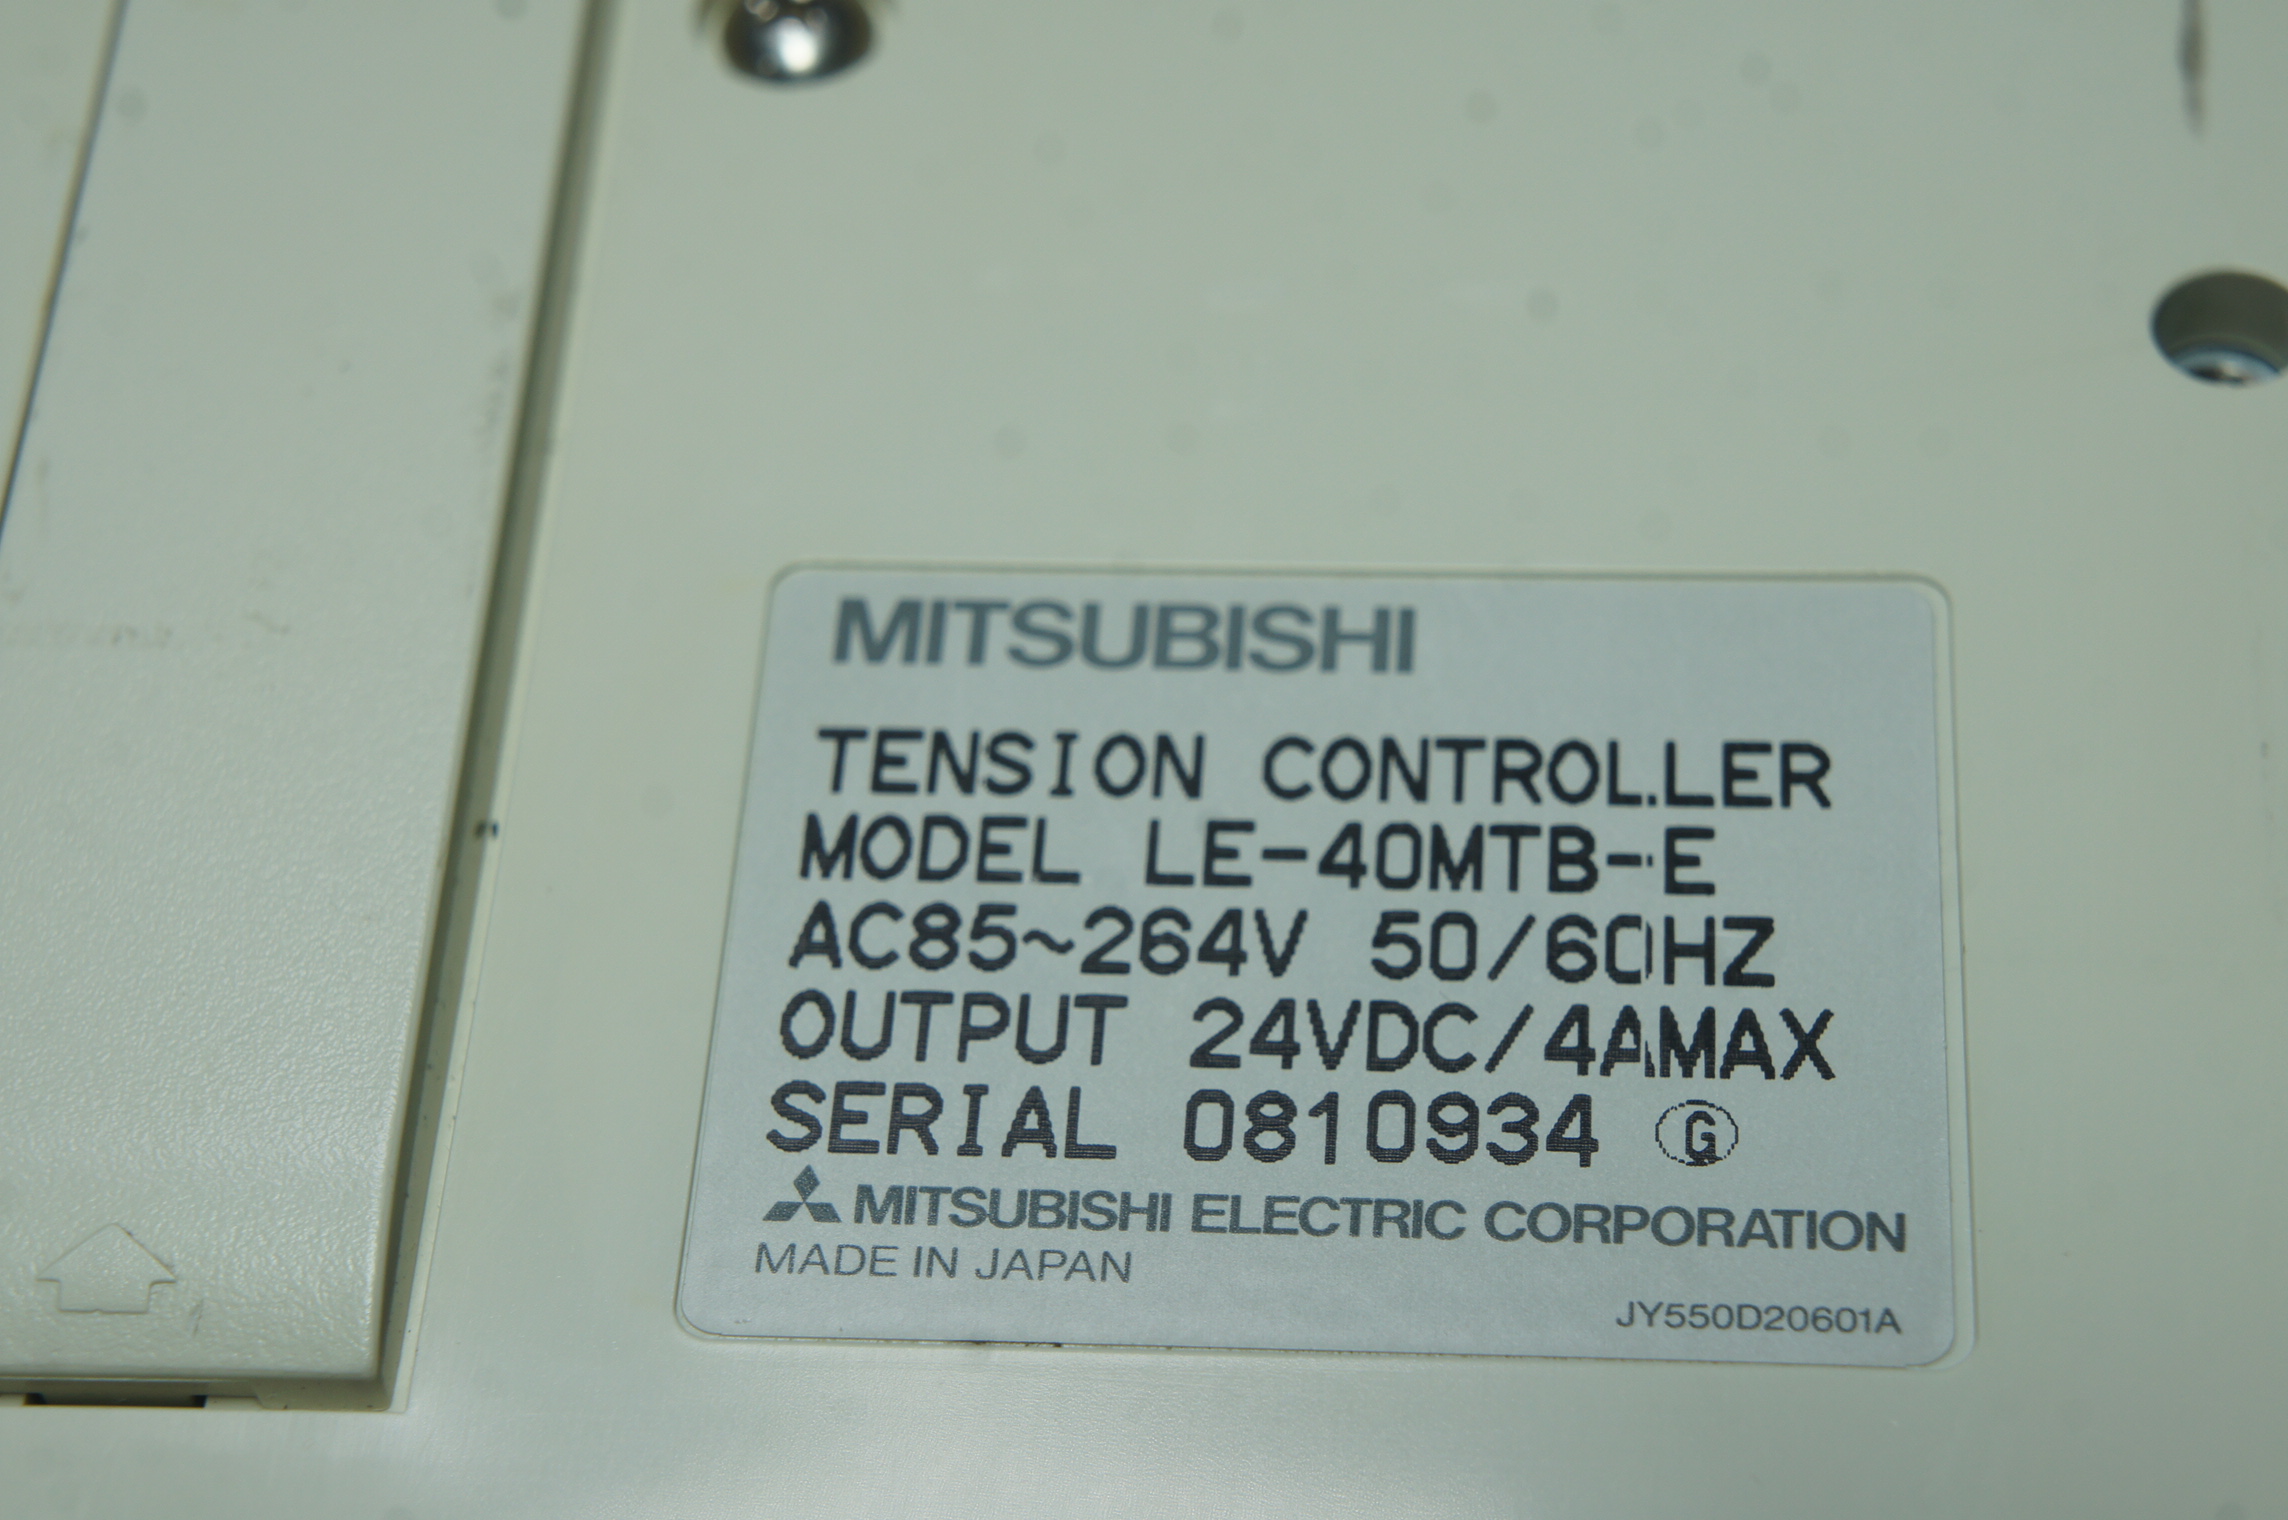 MITSUBISHI
TENSION CONTROLLER
MODEL LE-40MTB-E
AC85~264V 50/60HZ
OUTPUT 24VDC/4AMAX
SERIAL 0810934 Ⓖ
MITSUBISHI ELECTRIC CORPORATION
MADE IN JAPAN
JY550D20601A